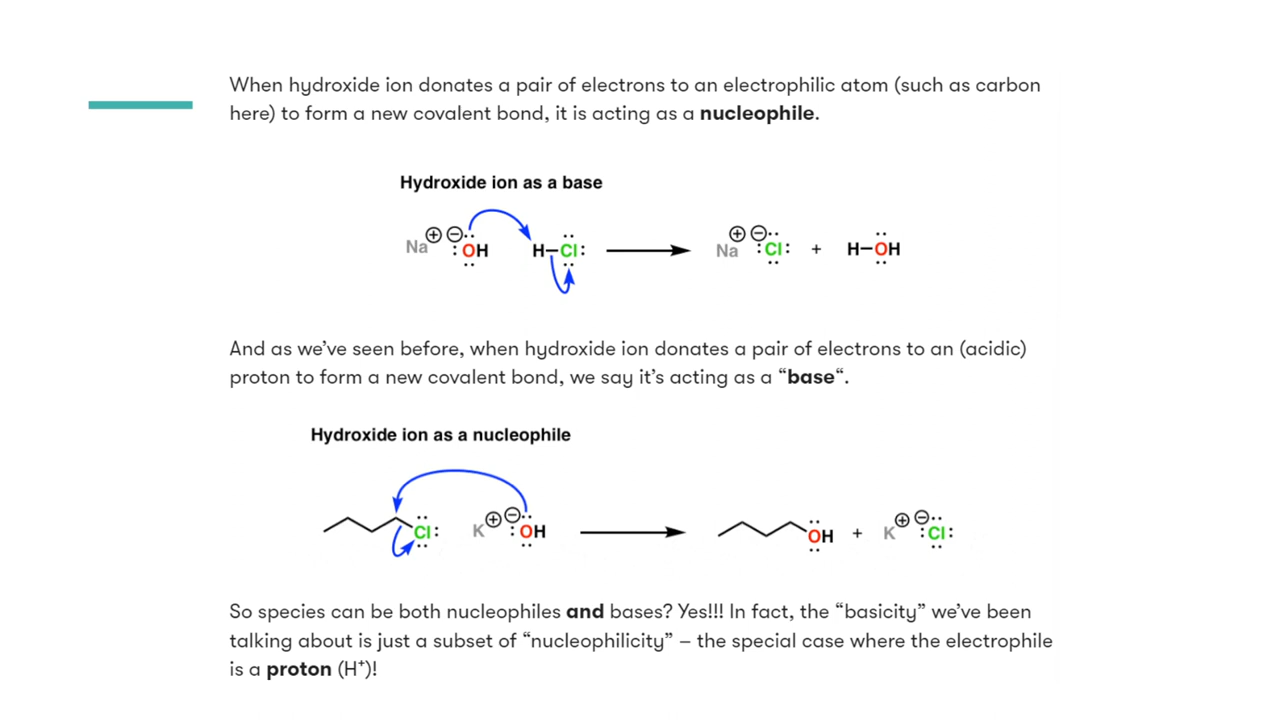 When hydroxide ion donates a pair of electrons to an electrophilic atom (such as carbon
here) to form a new covalent bond, it is acting as a nucleophile.
Hydroxide ion as a base
Na⊕ ⊖:OH H–Cl: Na⊕ ⊖:Cl: + H–OH
And as we’ve seen before, when hydroxide ion donates a pair of electrons to an (acidic)
proton to form a new covalent bond, we say it’s acting as a “base“.
Hydroxide ion as a nucleophile
Cl: K⊕ ⊖:OH OH + K⊕ ⊖:Cl:
So species can be both nucleophiles and bases? Yes!!! In fact, the “basicity” we’ve been
talking about is just a subset of “nucleophilicity” – the special case where the electrophile
is a proton (H⁺)!